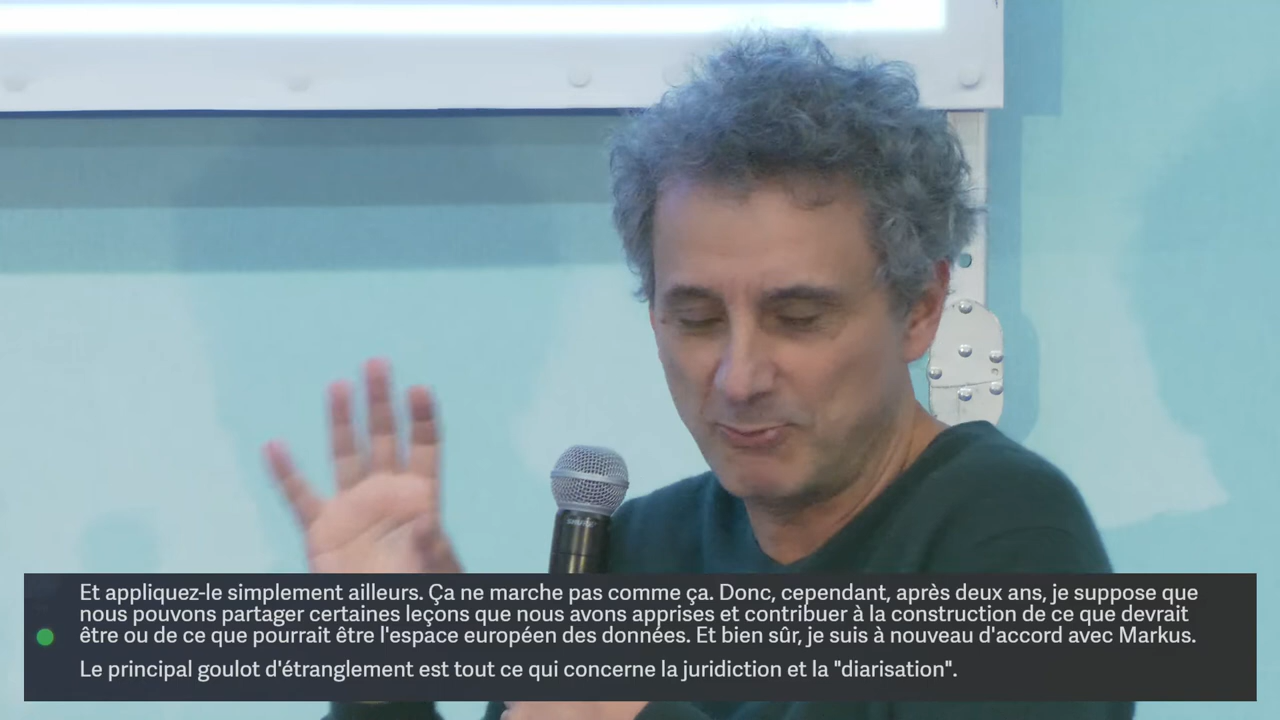 Et appliquez-le simplement ailleurs. Ça ne marche pas comme ça. Donc, cependant, après deux ans, je suppose que
nous pouvons partager certaines leçons que nous avons apprises et contribuer à la construction de ce que devrait
être ou de ce que pourrait être l'espace européen des données. Et bien sûr, je suis à nouveau d'accord avec Markus.
Le principal goulot d'étranglement est tout ce qui concerne la juridiction et la "diarisation".